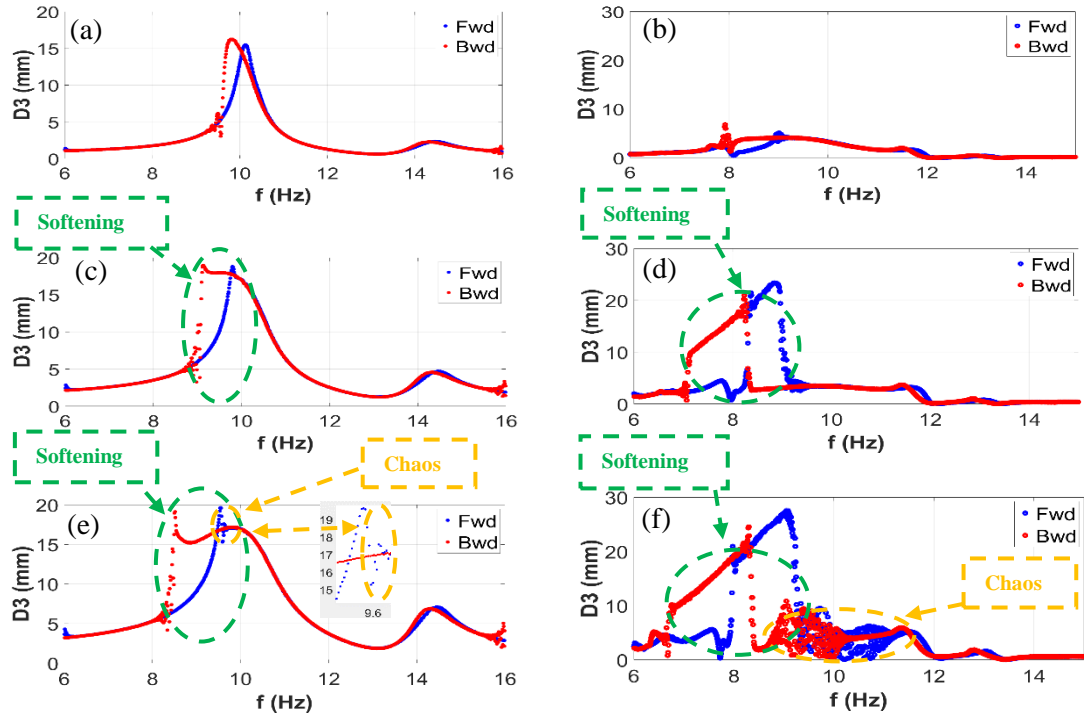 (a)
Fwd
Bwd
D3 (mm)
20
15
10
5
0
6 8 10 12 14 16
f (Hz)
(b)
Fwd
Bwd
D3 (mm)
30
20
10
0
6 8 10 12 14
f (Hz)
Softening
(c)
Fwd
Bwd
D3 (mm)
20
15
10
5
0
6 8 10 12 14 16
f (Hz)
Softening
(d)
Fwd
Bwd
D3 (mm)
30
20
10
0
6 8 10 12 14
f (Hz)
Softening
Chaos
(e)
Fwd
Bwd
D3 (mm)
20
15
10
5
0
6 8 10 12 14 16
f (Hz)
19
18
17
16
15
9.6
Softening
Chaos
(f)
Fwd
Bwd
D3 (mm)
30
20
10
0
6 8 10 12 14
f (Hz)